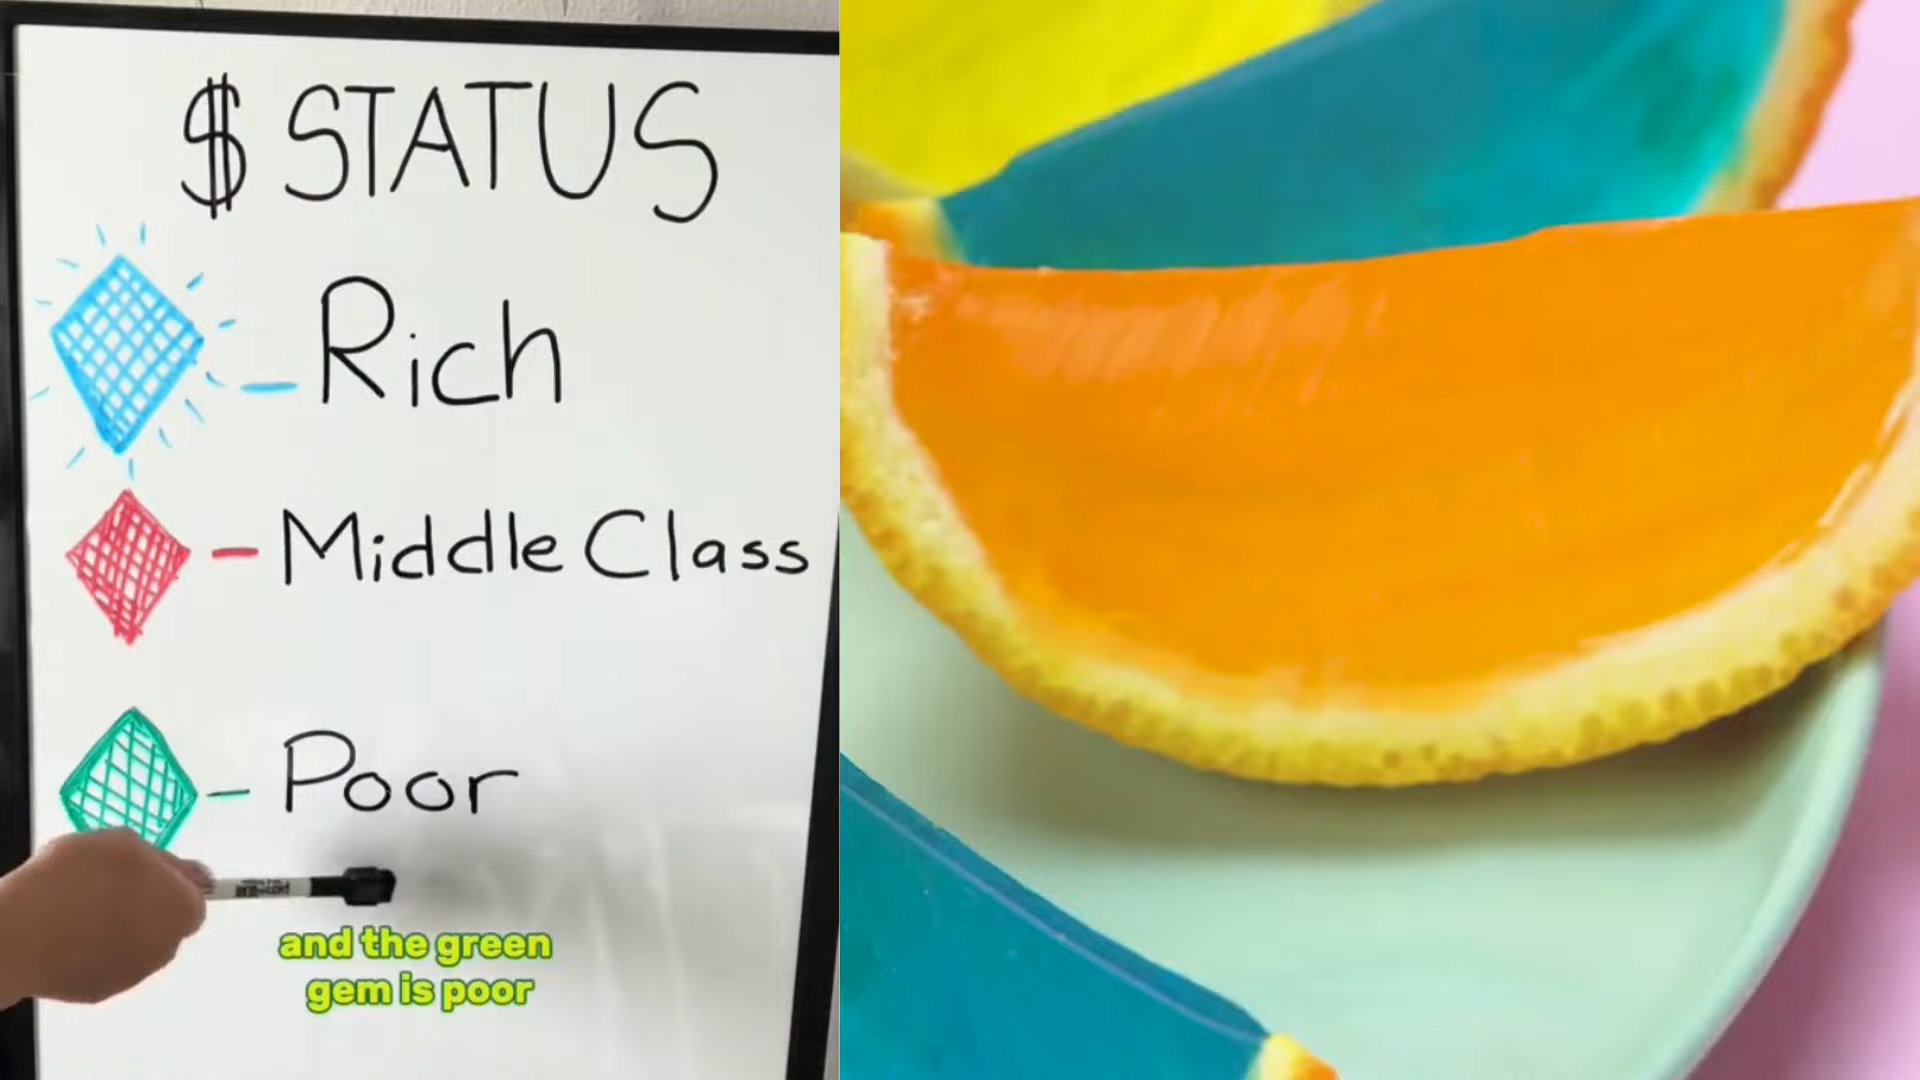 $ STATUS
Rich
Middle Class
Poor
and the green
gem is poor